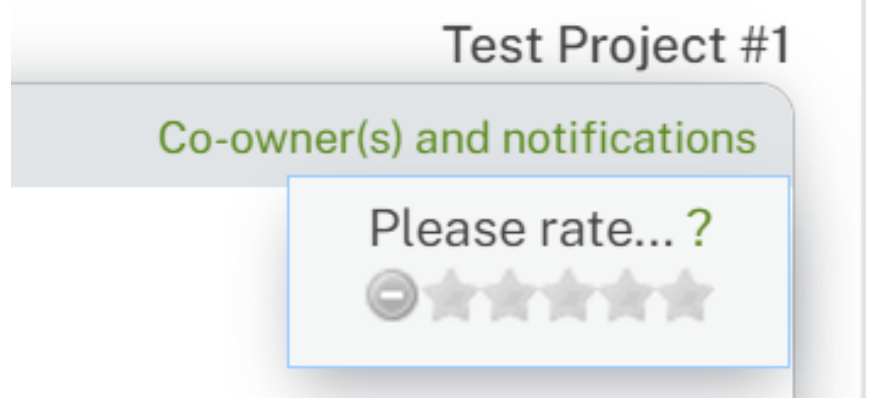 Test Project #1
Co-owner(s) and notifications
Please rate... ?